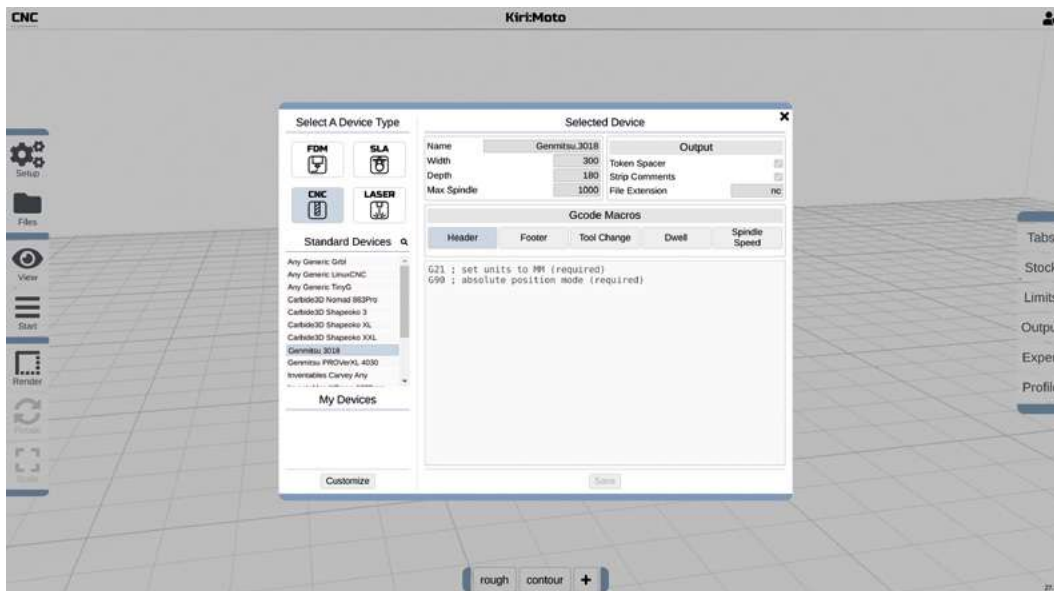 CNC
Kiri:Moto
Setup
Files
View
Start
Render
Select A Device Type
FDM
SLA
CNC
LASER
Standard Devices
Any Generic Grbl
Any Generic LinuxCNC
Any Generic TinyG
Carbide3D Nomad 883Pro
Carbide3D Shapeoko 3
Carbide3D Shapeoko XL
Carbide3D Shapeoko XXL
Genmitsu 3018
Genmitsu PROVerXL 4030
Inventables Carvey Any
My Devices
Customize
Selected Device
Name Genmitsu.3018
Width 300
Depth 180
Max Spindle 1000
Output
Token Spacer
Strip Comments
File Extension nc
Gcode Macros
Header Footer Tool Change Dwell Spindle Speed
G21 ; set units to MM (required)
G90 ; absolute position mode (required)
Save
Tabs
Stock
Limits
Outpu
Exper
Profil
rough contour +